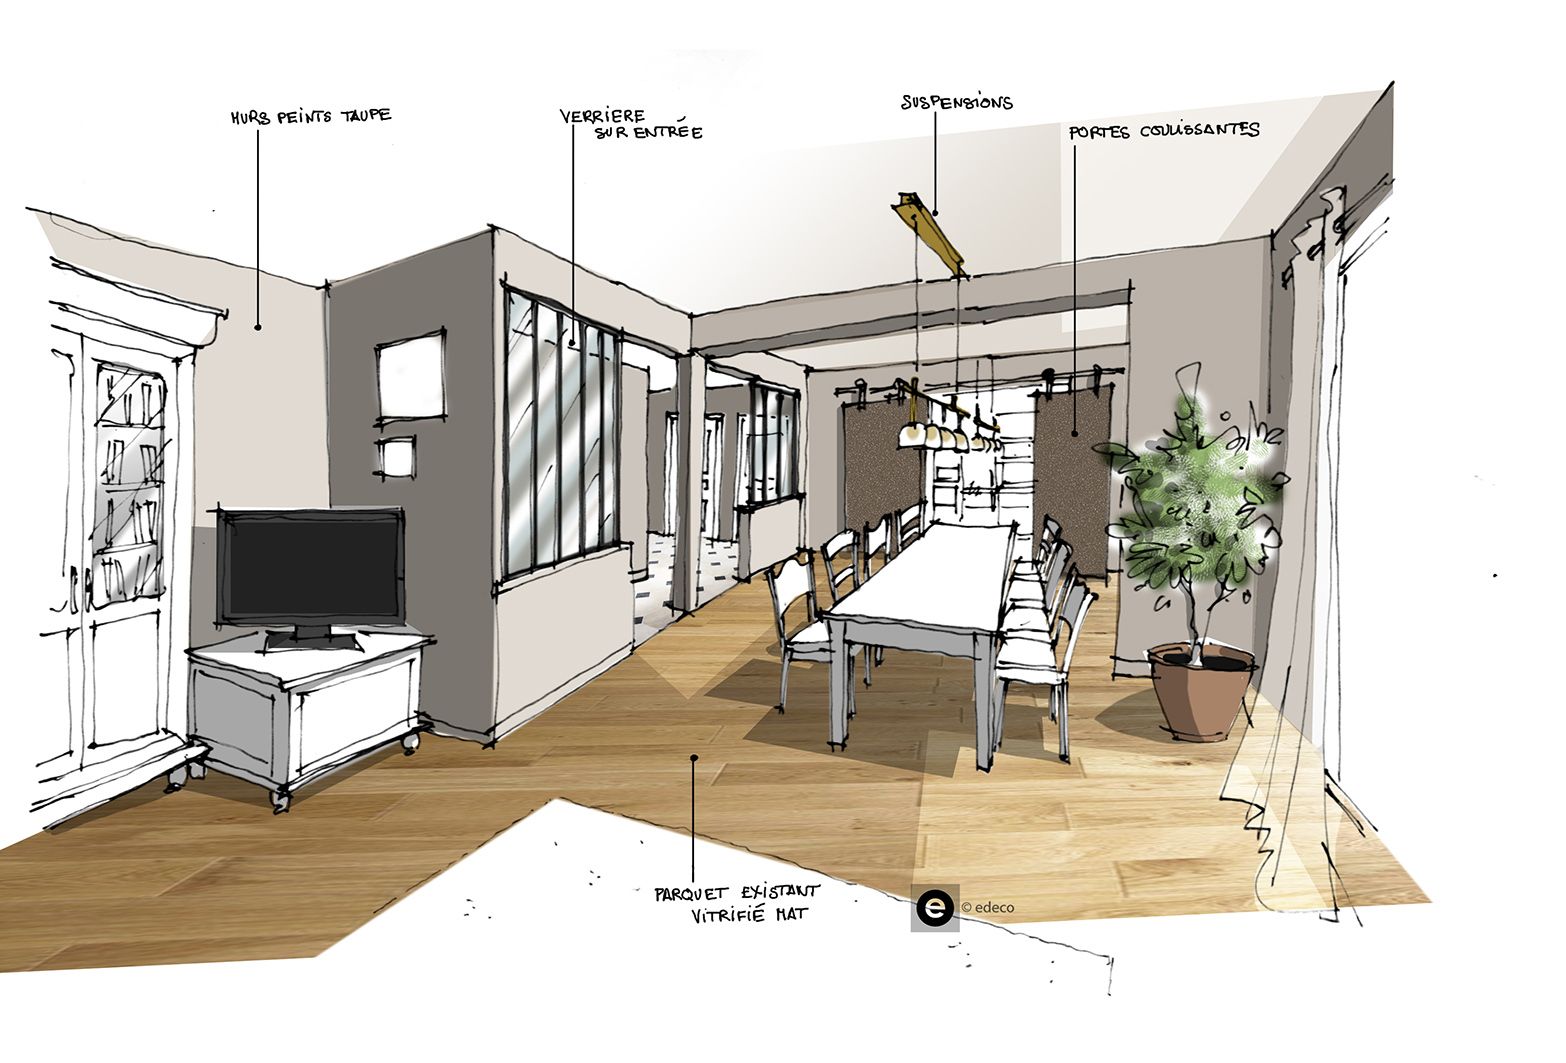 MURS PEINTS TAUPE
VERRIERE
SUR ENTRÉE
SUSPENSIONS
PORTES COULISSANTES
PARQUET EXISTANT
VITRIFIÉ MAT
e © edeco